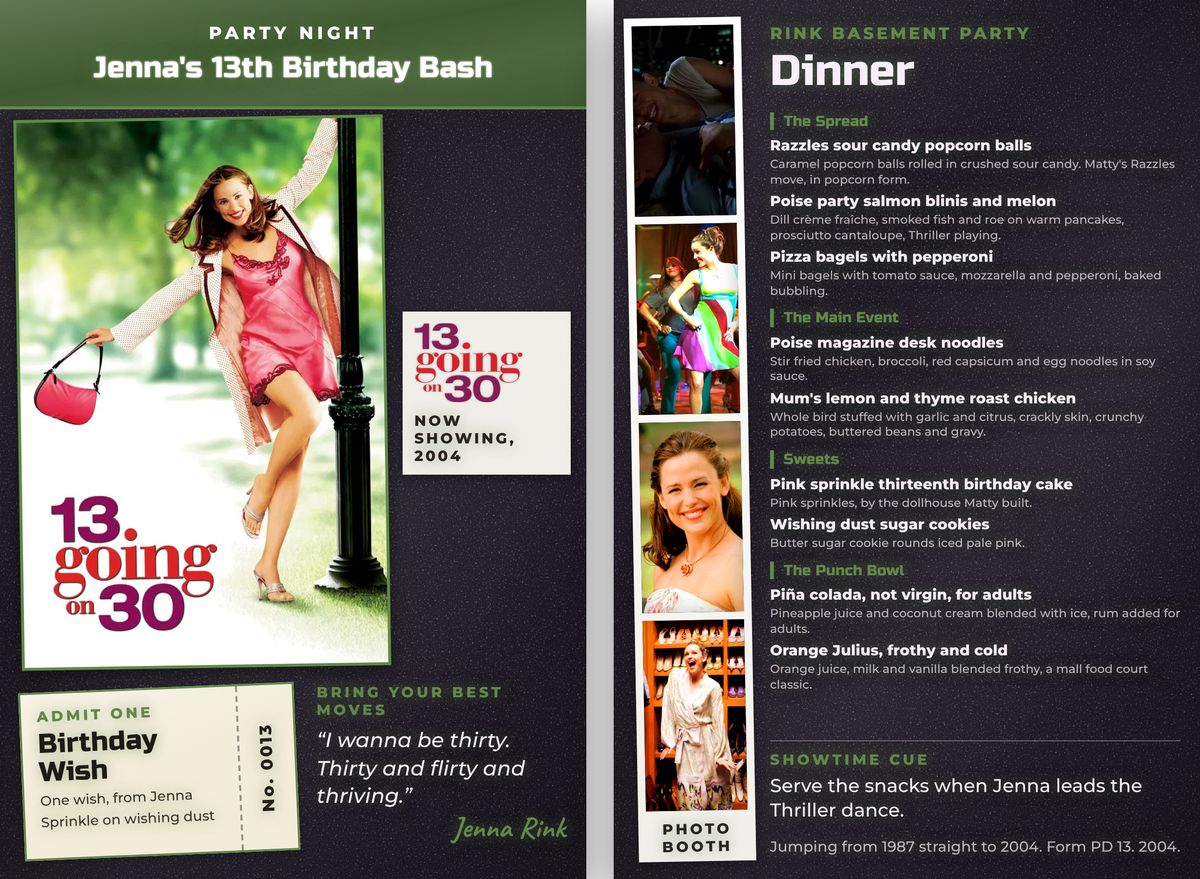 PARTY NIGHT
Jenna's 13th Birthday Bash
13.
going
on 30
13.
going
on 30
NOW
SHOWING,
2004
ADMIT ONE
Birthday
Wish
One wish, from Jenna
Sprinkle on wishing dust
No. 0013
BRING YOUR BEST
MOVES
“I wanna be thirty.
Thirty and flirty and
thriving.”
Jenna Rink
PHOTO
BOOTH
RINK BASEMENT PARTY
Dinner
The Spread
Razzles sour candy popcorn balls
Caramel popcorn balls rolled in crushed sour candy. Matty's Razzles
move, in popcorn form.
Poise party salmon blinis and melon
Dill crème fraîche, smoked fish and roe on warm pancakes,
prosciutto cantaloupe, Thriller playing.
Pizza bagels with pepperoni
Mini bagels with tomato sauce, mozzarella and pepperoni, baked
bubbling.
The Main Event
Poise magazine desk noodles
Stir fried chicken, broccoli, red capsicum and egg noodles in soy
sauce.
Mum's lemon and thyme roast chicken
Whole bird stuffed with garlic and citrus, crackly skin, crunchy
potatoes, buttered beans and gravy.
Sweets
Pink sprinkle thirteenth birthday cake
Pink sprinkles, by the dollhouse Matty built.
Wishing dust sugar cookies
Butter sugar cookie rounds iced pale pink.
The Punch Bowl
Piña colada, not virgin, for adults
Pineapple juice and coconut cream blended with ice, rum added for
adults.
Orange Julius, frothy and cold
Orange juice, milk and vanilla blended frothy, a mall food court
classic.
SHOWTIME CUE
Serve the snacks when Jenna leads the
Thriller dance.
Jumping from 1987 straight to 2004. Form PD 13. 2004.